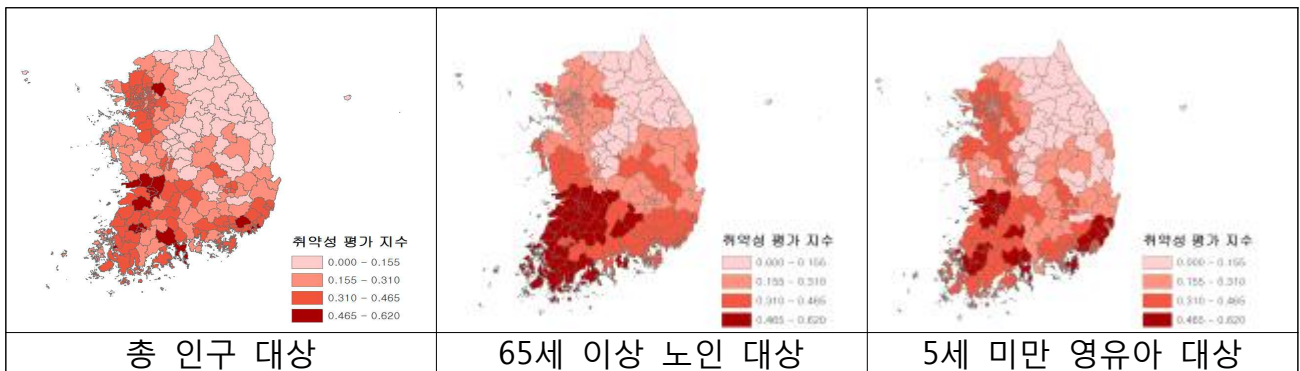 취약성 평가 지수
0.000 - 0.155
0.155 - 0.310
0.310 - 0.465
0.465 - 0.620
취약성 평가 지수
0.000 - 0.155
0.155 - 0.310
0.310 - 0.465
0.465 - 0.620
취약성 평가 지수
0.000 - 0.155
0.155 - 0.310
0.310 - 0.465
0.465 - 0.620
총 인구 대상
65세 이상 노인 대상
5세 미만 영유아 대상